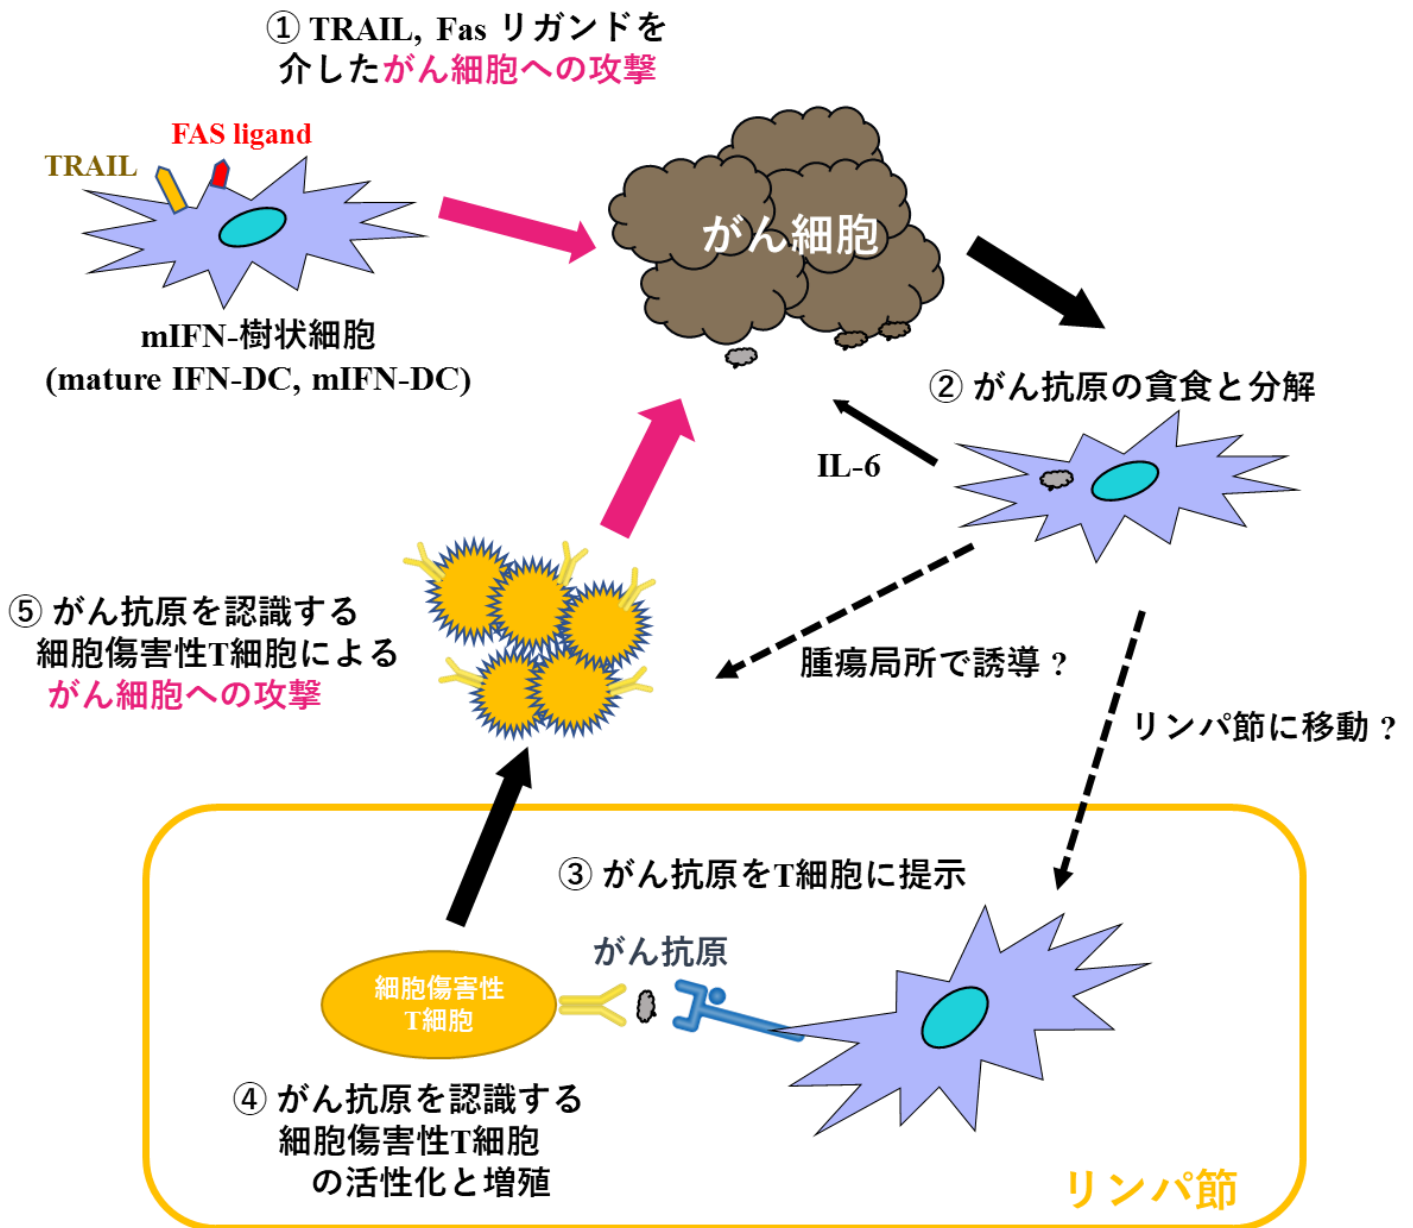 ① TRAIL, Fas リガンドを
介したがん細胞への攻撃
FAS ligand
TRAIL
がん細胞
mIFN-樹状細胞
(mature IFN-DC, mIFN-DC)
② がん抗原の貪食と分解
IL-6
⑤ がん抗原を認識する
細胞傷害性T細胞による
がん細胞への攻撃
腫瘍局所で誘導 ?
リンパ節に移動 ?
③ がん抗原をT細胞に提示
がん抗原
細胞傷害性
T細胞
④ がん抗原を認識する
細胞傷害性T細胞
の活性化と増殖
リンパ節